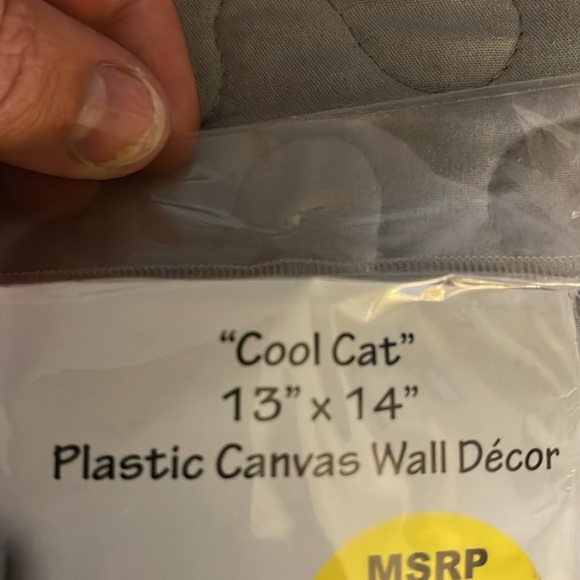 “Cool Cat”
13” x 14”
Plastic Canvas Wall Décor
MSRP